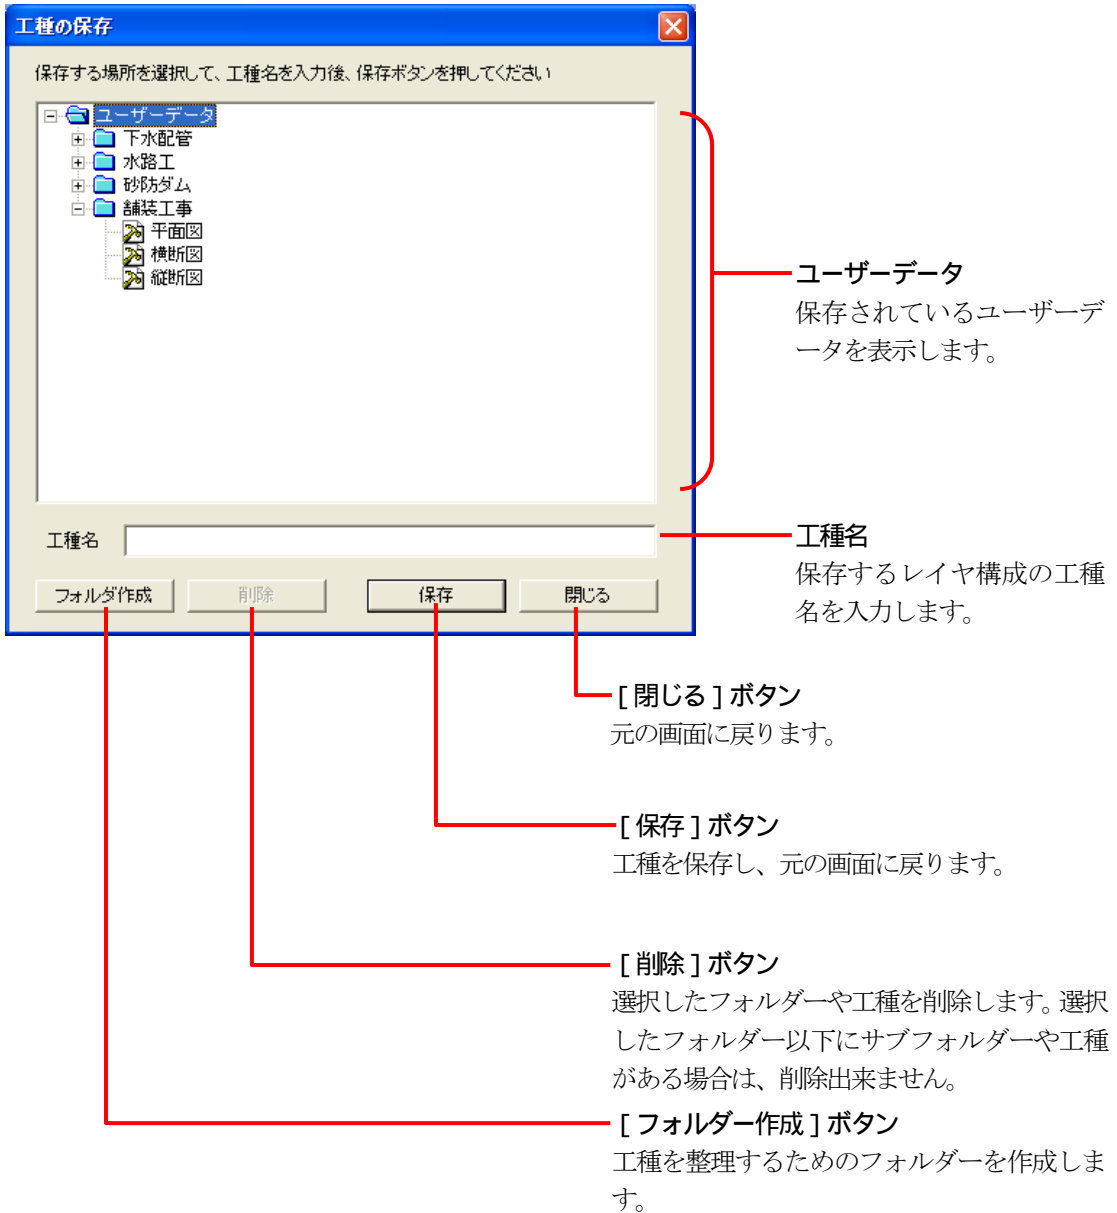 工種の保存
保存する場所を選択して、工種名を入力後、保存ボタンを押してください
ユーザーデータ
下水配管
水路工
砂防ダム
舗装工事
平面図
横断図
縦断図
工種名
フォルダ作成
削除
保存
閉じる
ユーザーデータ
保存されているユーザーデ
ータを表示します。
工種名
保存するレイヤ構成の工種
名を入力します。
[ 閉じる ] ボタン
元の画面に戻ります。
[ 保存 ] ボタン
工種を保存し、元の画面に戻ります。
[ 削除 ] ボタン
選択したフォルダーや工種を削除します。選択
したフォルダー以下にサブフォルダーや工種
がある場合は、削除出来ません。
[ フォルダー作成 ] ボタン
工種を整理するためのフォルダーを作成しま
す。